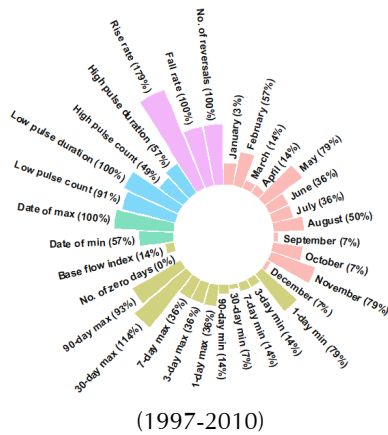 January (3%)
February (57%)
March (14%)
April (14%)
May (79%)
June (36%)
July (36%)
August (50%)
September (7%)
October (7%)
November (79%)
December (7%)
1-day min (79%)
3-day min (14%)
7-day min (14%)
30-day min (7%)
90-day min (14%)
1-day max (36%)
3-day max (36%)
7-day max (36%)
30-day max (114%)
90-day max (93%)
No. of zero days (0%)
Base flow index (14%)
Date of min (57%)
Date of max (100%)
Low pulse count (91%)
Low pulse duration (100%)
High pulse count (49%)
High pulse duration (57%)
Rise rate (179%)
Fall rate (100%)
No. of reversals (100%)
(1997-2010)